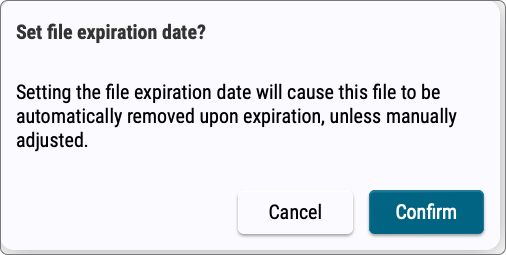 Set file expiration date?
Setting the file expiration date will cause this file to be
automatically removed upon expiration, unless manually
adjusted.
Cancel
Confirm